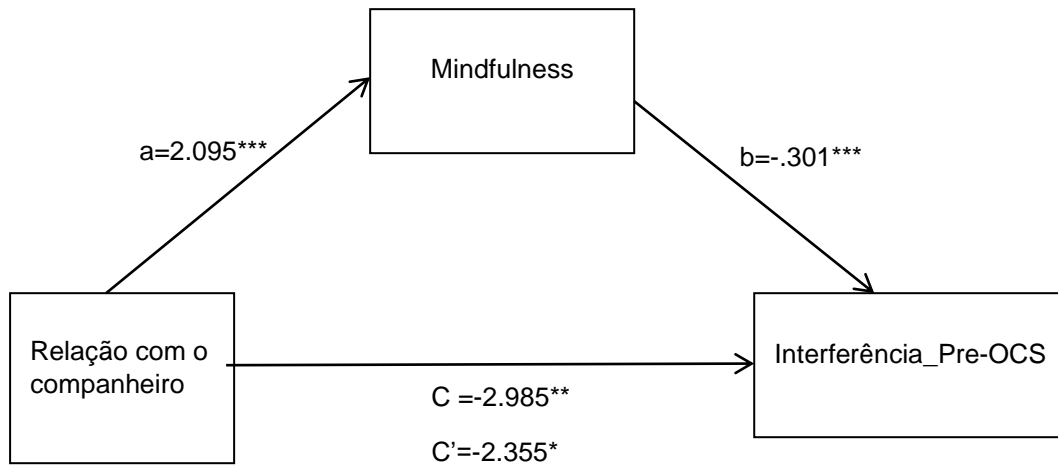 Mindfulness
a=2.095***
b=-.301***
Relação com o
companheiro
Interferência_Pre-OCS
C =-2.985**
C’=-2.355*